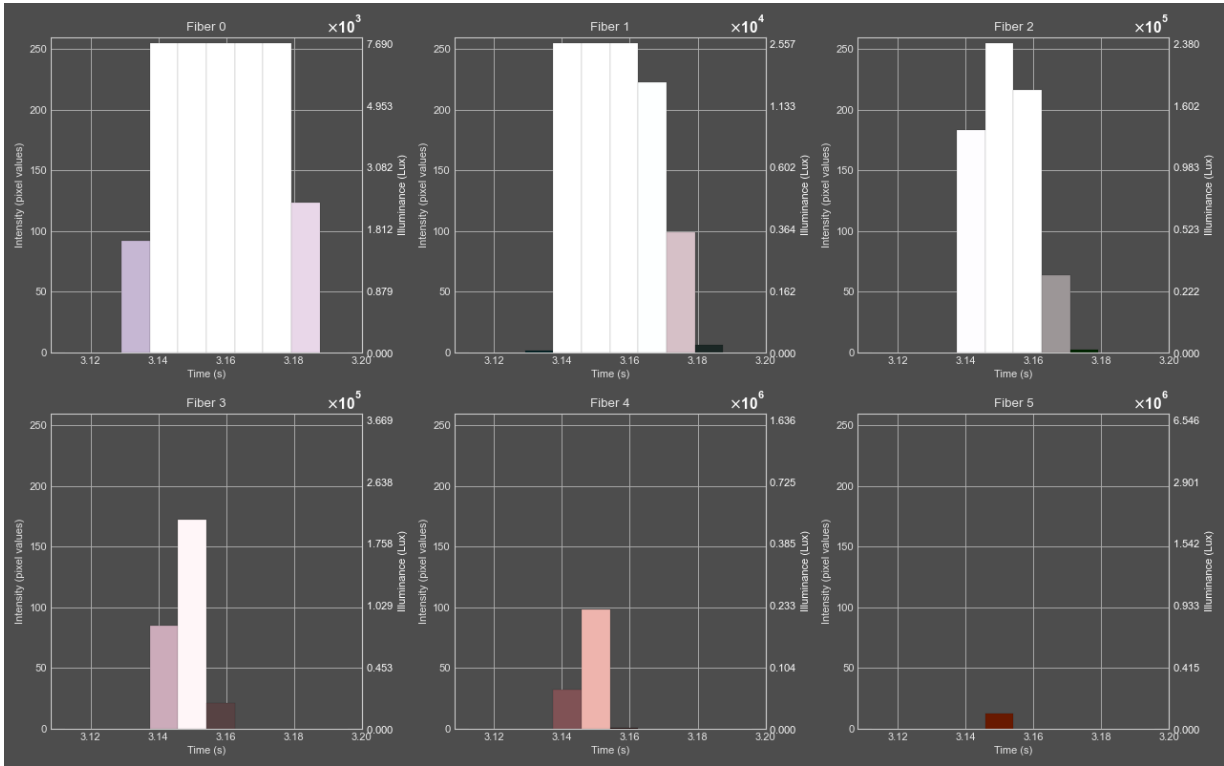 Fiber 0
×10³
Intensity (pixel values)
250
200
150
100
50
0
7.690
4.953
3.082
1.812
0.879
0.000
Illuminance (Lux)
3.12 3.14 3.16 3.18 3.20
Time (s)
Fiber 1
×10⁴
Intensity (pixel values)
250
200
150
100
50
0
2.557
1.133
0.602
0.364
0.162
0.000
Illuminance (Lux)
3.12 3.14 3.16 3.18 3.20
Time (s)
Fiber 2
×10⁵
Intensity (pixel values)
250
200
150
100
50
0
2.380
1.602
0.983
0.523
0.222
0.000
Illuminance (Lux)
3.12 3.14 3.16 3.18 3.20
Time (s)
Fiber 3
×10⁵
Intensity (pixel values)
250
200
150
100
50
0
3.669
2.638
1.758
1.029
0.453
0.000
Illuminance (Lux)
3.12 3.14 3.16 3.18 3.20
Time (s)
Fiber 4
×10⁶
Intensity (pixel values)
250
200
150
100
50
0
1.636
0.725
0.385
0.233
0.104
0.000
Illuminance (Lux)
3.12 3.14 3.16 3.18 3.20
Time (s)
Fiber 5
×10⁶
Intensity (pixel values)
250
200
150
100
50
0
6.546
2.901
1.542
0.933
0.415
0.000
Illuminance (Lux)
3.12 3.14 3.16 3.18 3.20
Time (s)